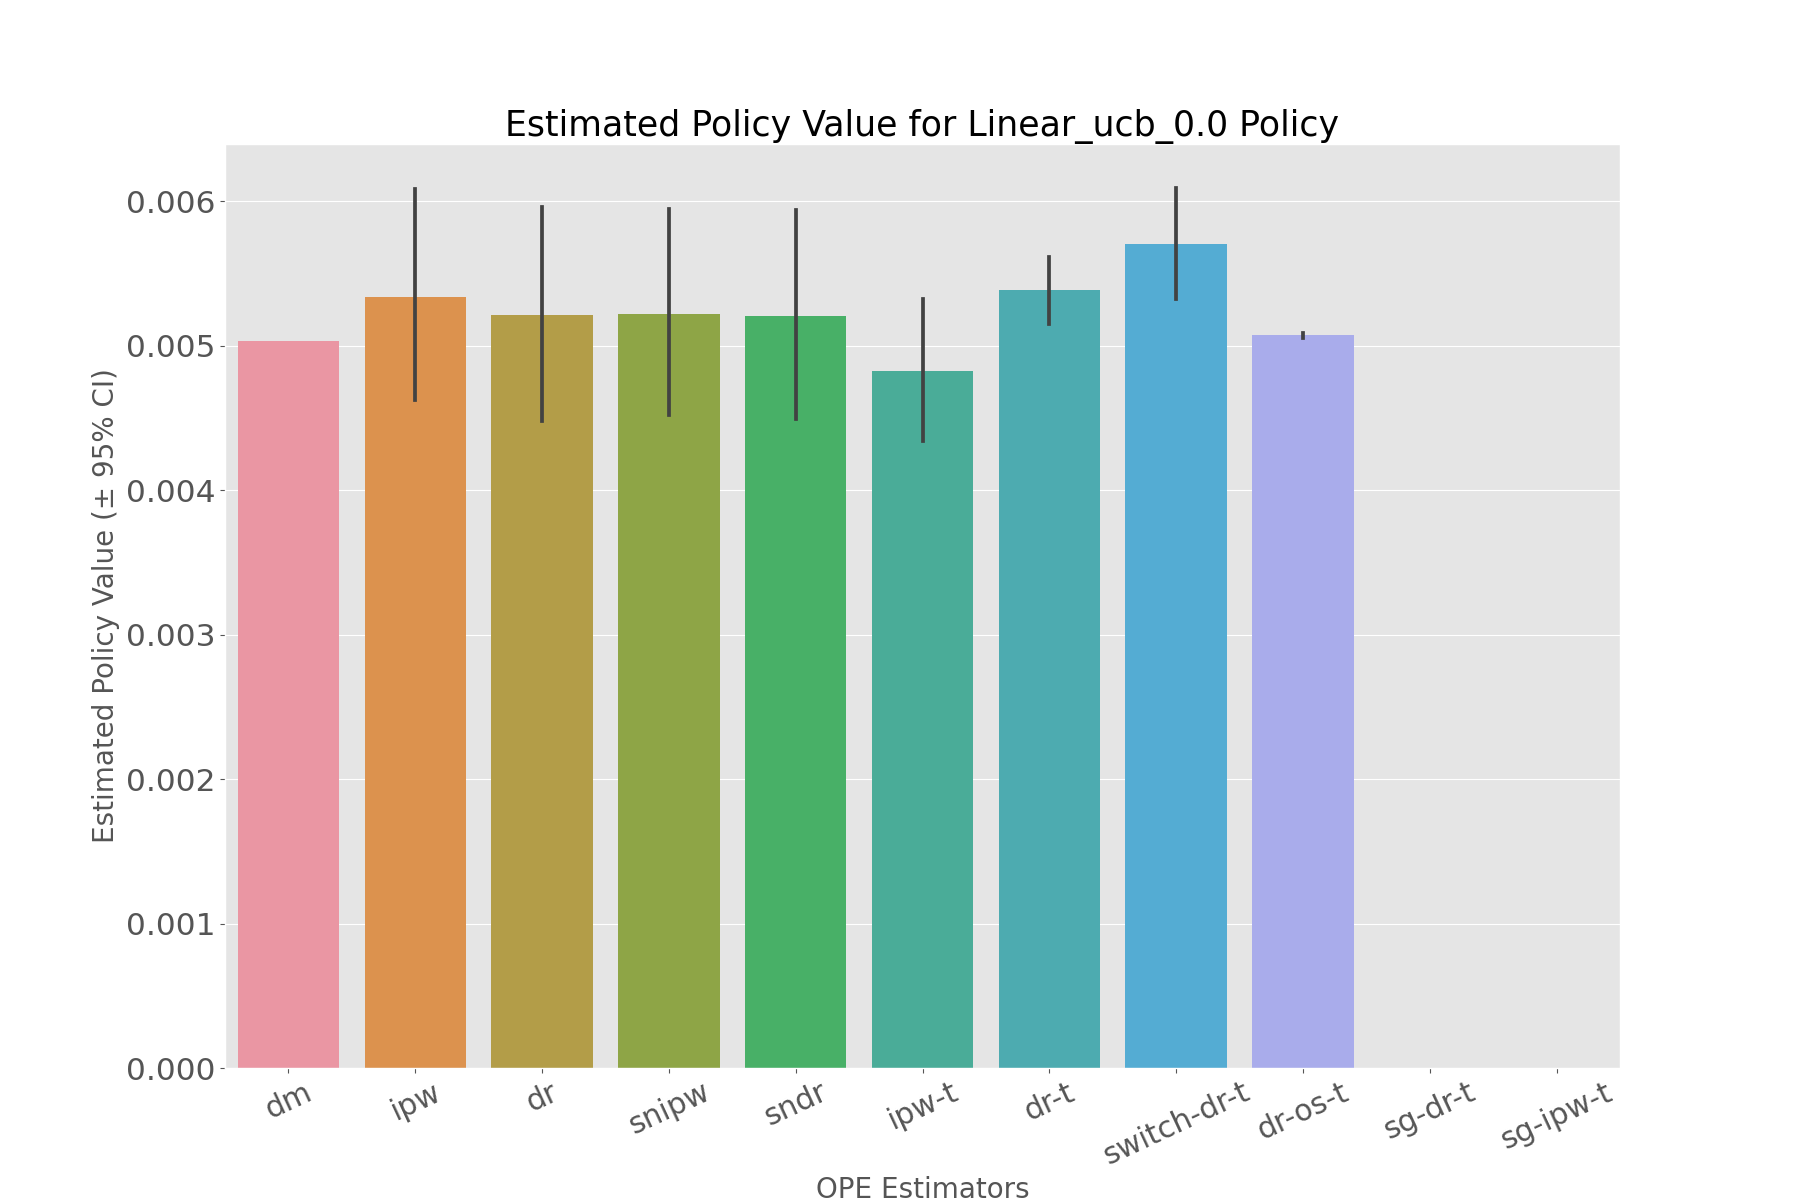 Estimated Policy Value for Linear_ucb_0.0 Policy
Estimated Policy Value (± 95% CI)
0.006
0.005
0.004
0.003
0.002
0.001
0.000
dm
ipw
dr
snipw
sndr
ipw-t
dr-t
switch-dr-t
dr-os-t
sg-dr-t
sg-ipw-t
OPE Estimators